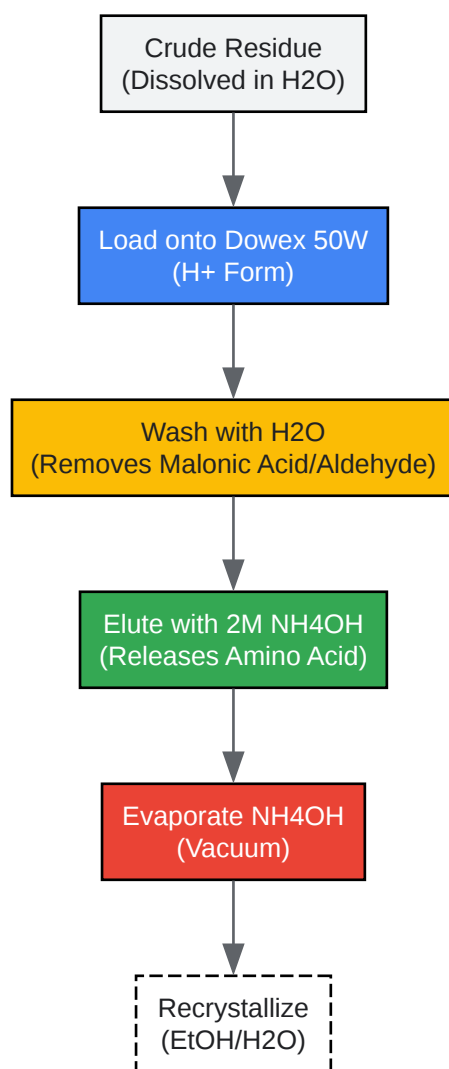 Crude Residue
(Dissolved in H2O)
Load onto Dowex 50W
(H+ Form)
Wash with H2O
(Removes Malonic Acid/Aldehyde)
Elute with 2M NH4OH
(Releases Amino Acid)
Evaporate NH4OH
(Vacuum)
Recrystallize
(EtOH/H2O)